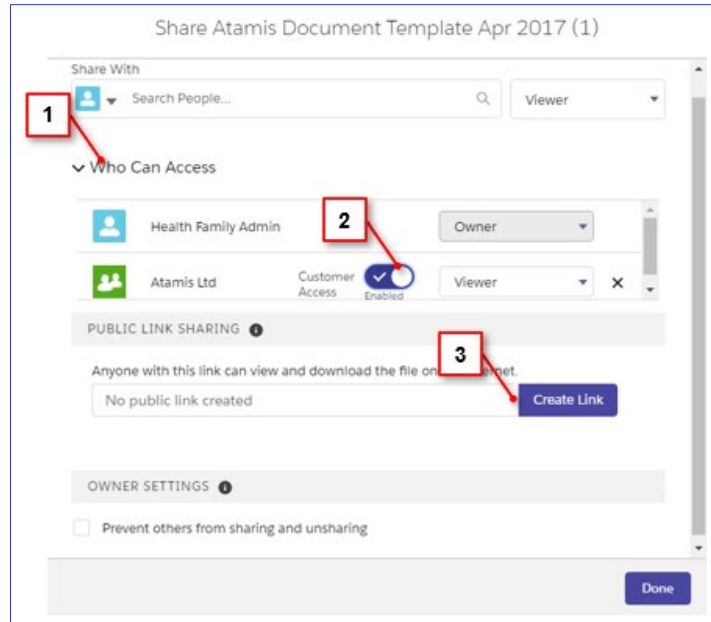 Share Atamis Document Template Apr 2017 (1)
Share With
Search People...
Viewer
1
Who Can Access
Health Family Admin
2
Owner
Atamis Ltd
Customer
Access
Enabled
Viewer
PUBLIC LINK SHARING
3
Anyone with this link can view and download the file on
No public link created
Create Link
OWNER SETTINGS
Prevent others from sharing and unsharing
Done